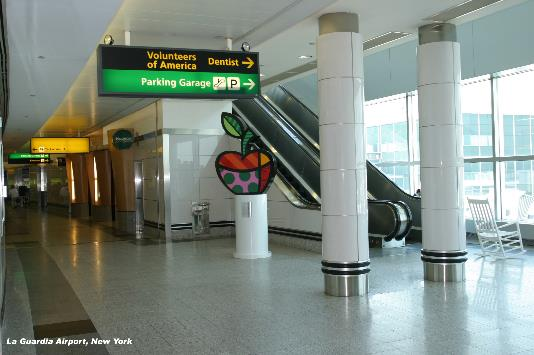 Volunteers
of America
Dentist
Parking Garage P
La Guardia Airport, New York